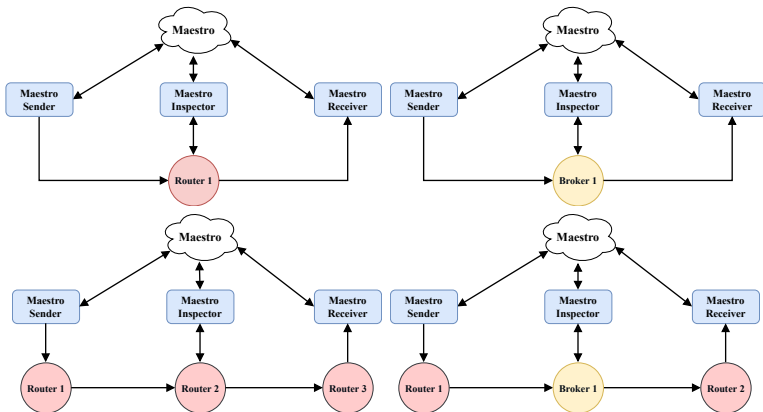 Maestro
Maestro
Sender
Maestro
Inspector
Maestro
Receiver
Router 1
Maestro
Maestro
Sender
Maestro
Inspector
Maestro
Receiver
Broker 1
Maestro
Maestro
Sender
Maestro
Inspector
Maestro
Receiver
Router 1
Router 2
Router 3
Maestro
Maestro
Sender
Maestro
Inspector
Maestro
Receiver
Router 1
Broker 1
Router 2